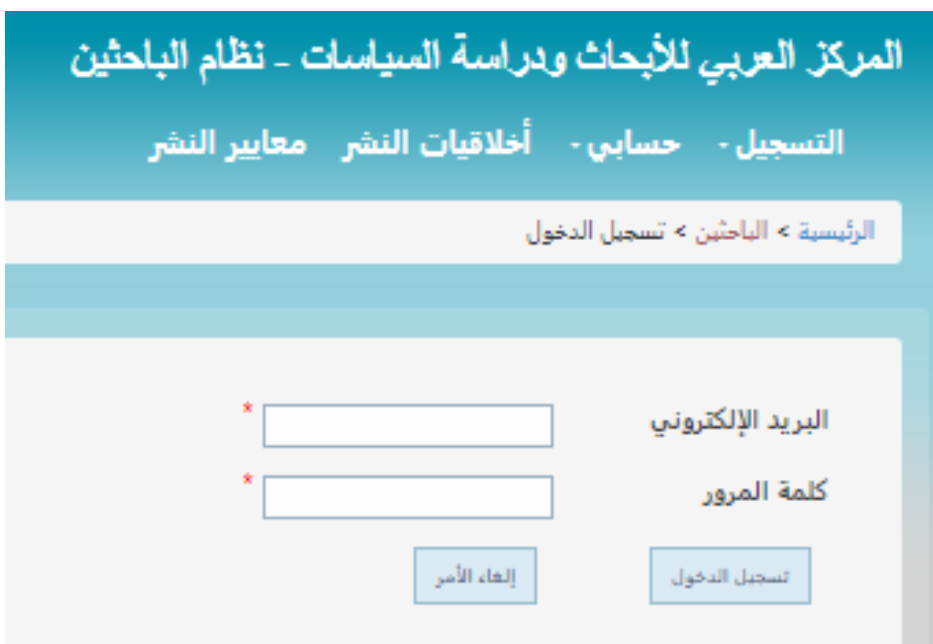 المركز العربي للأبحاث ودراسة السياسات - نظام الباحثين
التسجيل - حسابي - أخلاقيات النشر معايير النشر
الرئيسية > الباحثين > تسجيل الدخول
البريد الإلكتروني *
كلمة المرور *
تسجيل الدخول إلغاء الأمر